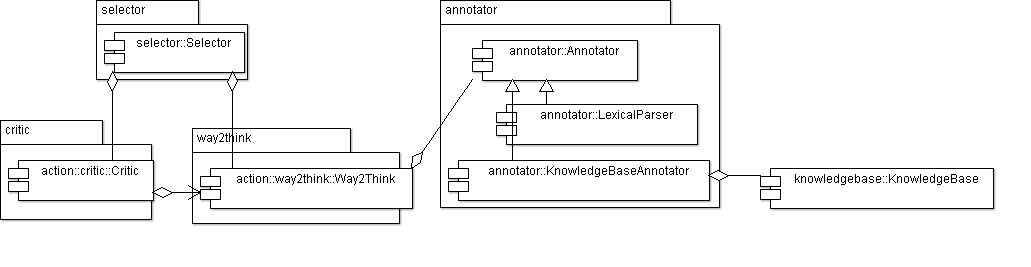 selector
selector::Selector
annotator
annotator::Annotator
annotator::LexicalParser
annotator::KnowledgeBaseAnnotator
critic
action::critic::Critic
way2think
action::way2think::Way2Think
knowledgebase::KnowledgeBase